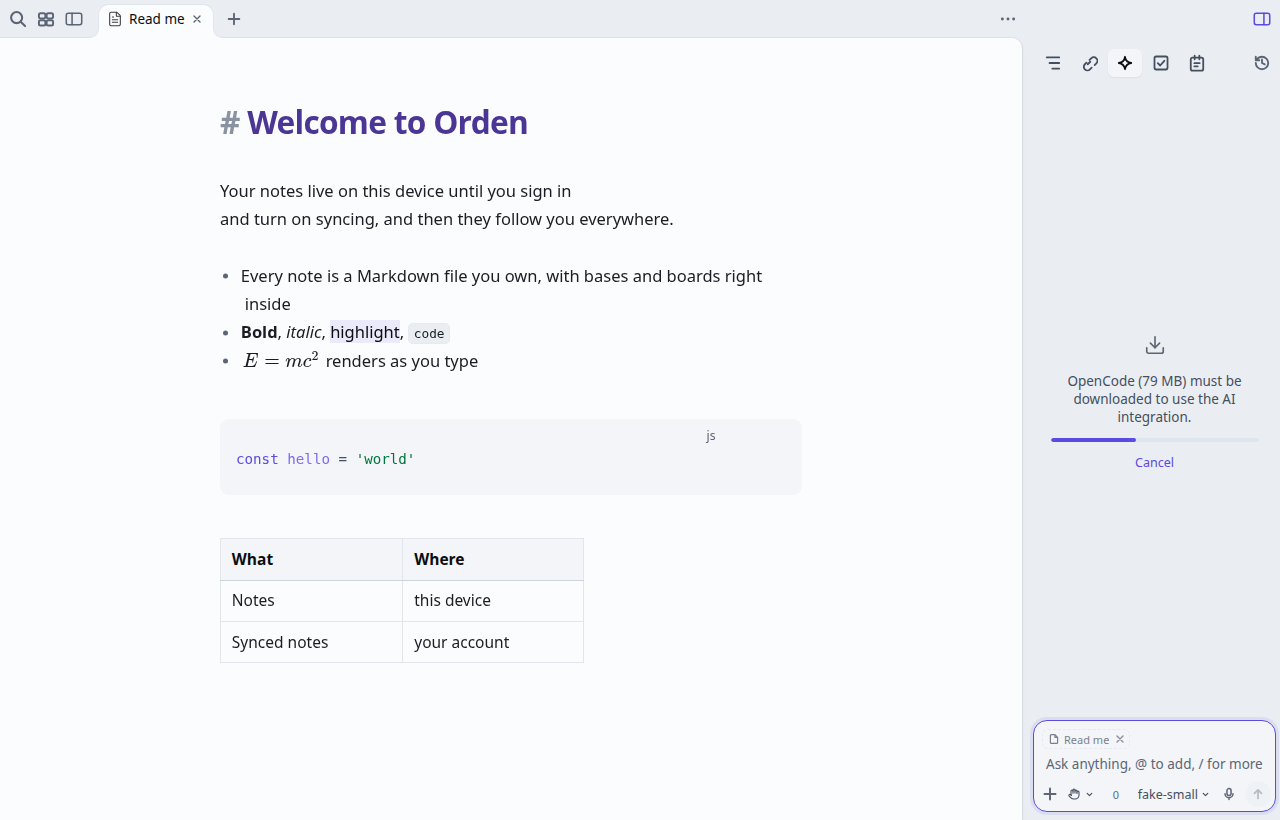 Read me
# Welcome to Orden
Your notes live on this device until you sign in
and turn on syncing, and then they follow you everywhere.
Every note is a Markdown file you own, with bases and boards right
inside
Bold, italic, highlight, code
E = mc² renders as you type
js
const hello = 'world'
What Where
Notes this device
Synced notes your account
OpenCode (79 MB) must be
downloaded to use the AI
integration.
Cancel
Read me
Ask anything, @ to add, / for more
0 fake-small